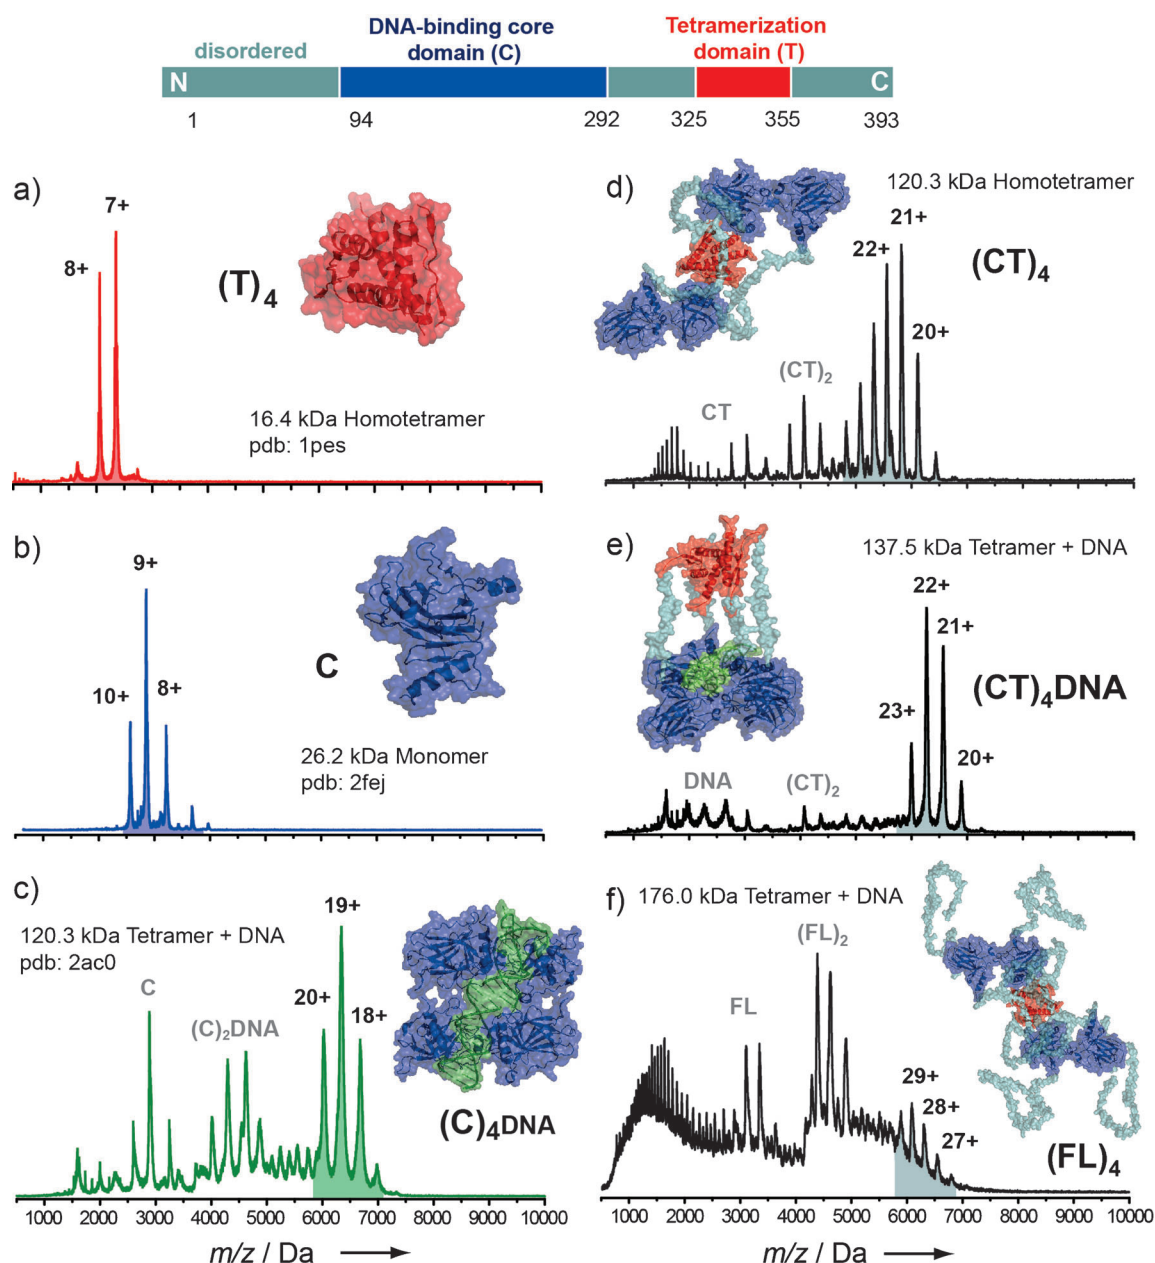 disordered
DNA-binding core
domain (C)
Tetramerization
domain (T)
N
C
1
94
292
325
355
393
a)
7+
8+
(T)4
16.4 kDa Homotetramer
pdb: 1pes
b)
9+
10+
8+
C
26.2 kDa Monomer
pdb: 2fej
c)
120.3 kDa Tetramer + DNA
pdb: 2ac0
C
(C)2DNA
19+
20+
18+
(C)4DNA
1000 2000 3000 4000 5000 6000 7000 8000 9000 10000
m/z / Da
d)
120.3 kDa Homotetramer
21+
22+
20+
(CT)4
CT
(CT)2
e)
137.5 kDa Tetramer + DNA
22+
21+
23+
20+
(CT)4DNA
DNA
(CT)2
f)
176.0 kDa Tetramer + DNA
(FL)2
FL
29+
28+
27+
(FL)4
1000 2000 3000 4000 5000 6000 7000 8000 9000 10000
m/z / Da